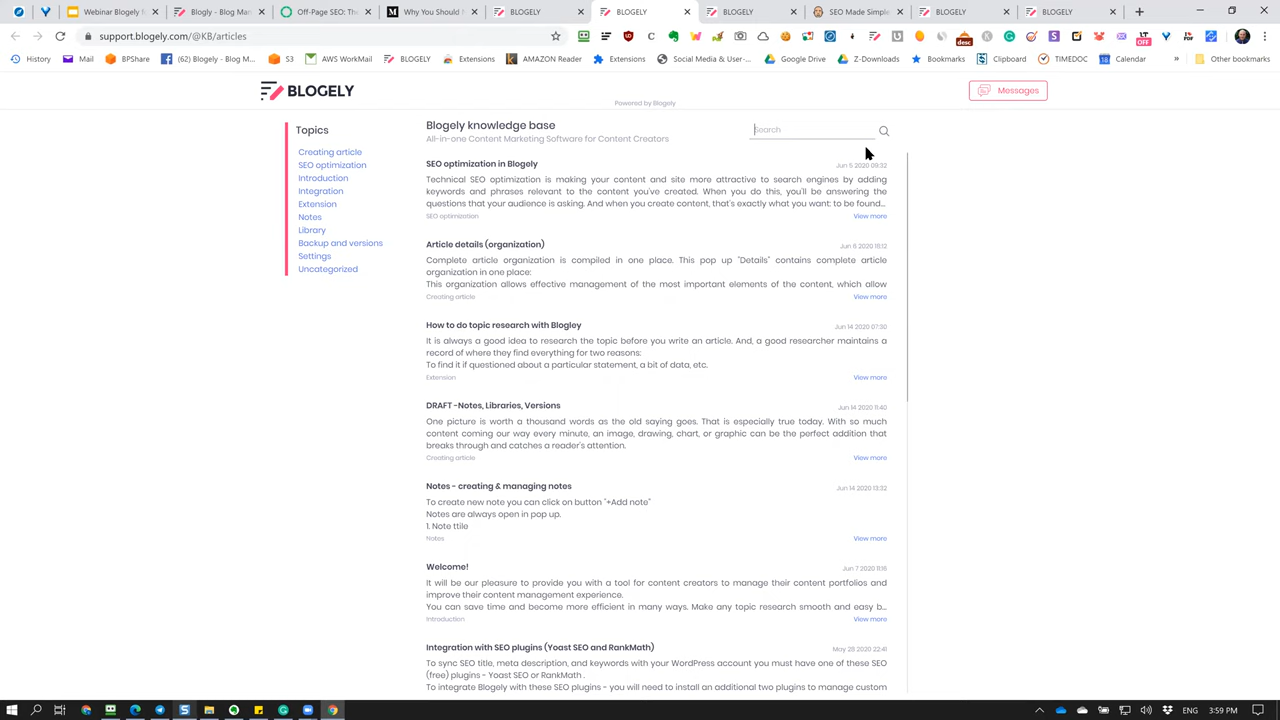 Webinar Blogely
Blogely - Blog Man
Off-Page SEO: The
Why You Should
BLOGELY
BLOGELY
BLOGELY
SEO Made Simple
BLOGELY
BLOGELY
support.blogely.com/@KB/articles
desc
OFF
History
Mail
BPShare
(62) Blogely - Blog M...
S3
AWS WorkMail
BLOGELY
Extensions
AMAZON Reader
Extensions
Social Media & User-...
Google Drive
Z-Downloads
Bookmarks
Clipboard
TIMEDOC
Calendar
»
Other bookmarks
BLOGELY
Powered by Blogely
Messages
Topics
Creating article
SEO optimization
Introduction
Integration
Extension
Notes
Library
Backup and versions
Settings
Uncategorized
Blogely knowledge base
All-in-one Content Marketing Software for Content Creators
Search
SEO optimization in Blogely
Jun 5 2020 09:32
Technical SEO optimization is making your content and site more attractive to search engines by adding
keywords and phrases relevant to the content you've created. When you do this, you'll be answering the
questions that your audience is asking. And when you create content, that's exactly what you want: to be found...
SEO optimization
View more
Article details (organization)
Jun 8 2020 15:12
Complete article organization is compiled in one place. This pop up "Details" contains complete article
organization in one place:
This organization allows effective management of the most important elements of the content, which allow
Creating article
View more
How to do topic research with Blogley
Jun 14 2020 07:30
It is always a good idea to research the topic before you write an article. And, a good researcher maintains a
record of where they find everything for two reasons:
To find it if questioned about a particular statement, a bit of data, etc.
Extension
View more
DRAFT -Notes, Libraries, Versions
Jun 14 2020 11:40
One picture is worth a thousand words as the old saying goes. That is especially true today. With so much
content coming our way every minute, an image, drawing, chart, or graphic can be the perfect addition that
breaks through and catches a reader's attention.
Creating article
View more
Notes - creating & managing notes
Jun 14 2020 13:32
To create new note you can click on button "+Add note"
Notes are always open in pop up.
1. Note ttile
Notes
View more
Welcome!
Jun 7 2020 11:16
It will be our pleasure to provide you with a tool for content creators to manage their content portfolios and
improve their content management experience.
You can save time and become more efficient in many ways. Make any topic research smooth and easy b...
Introduction
View more
Integration with SEO plugins (Yoast SEO and RankMath)
May 28 2020 22:41
To sync SEO title, meta description, and keywords with your WordPress account you must have one of these SEO
(free) plugins - Yoast SEO or RankMath .
To integrate Blogely with these SEO plugins - you will need to install an additional two plugins to manage custom
3:59 PM